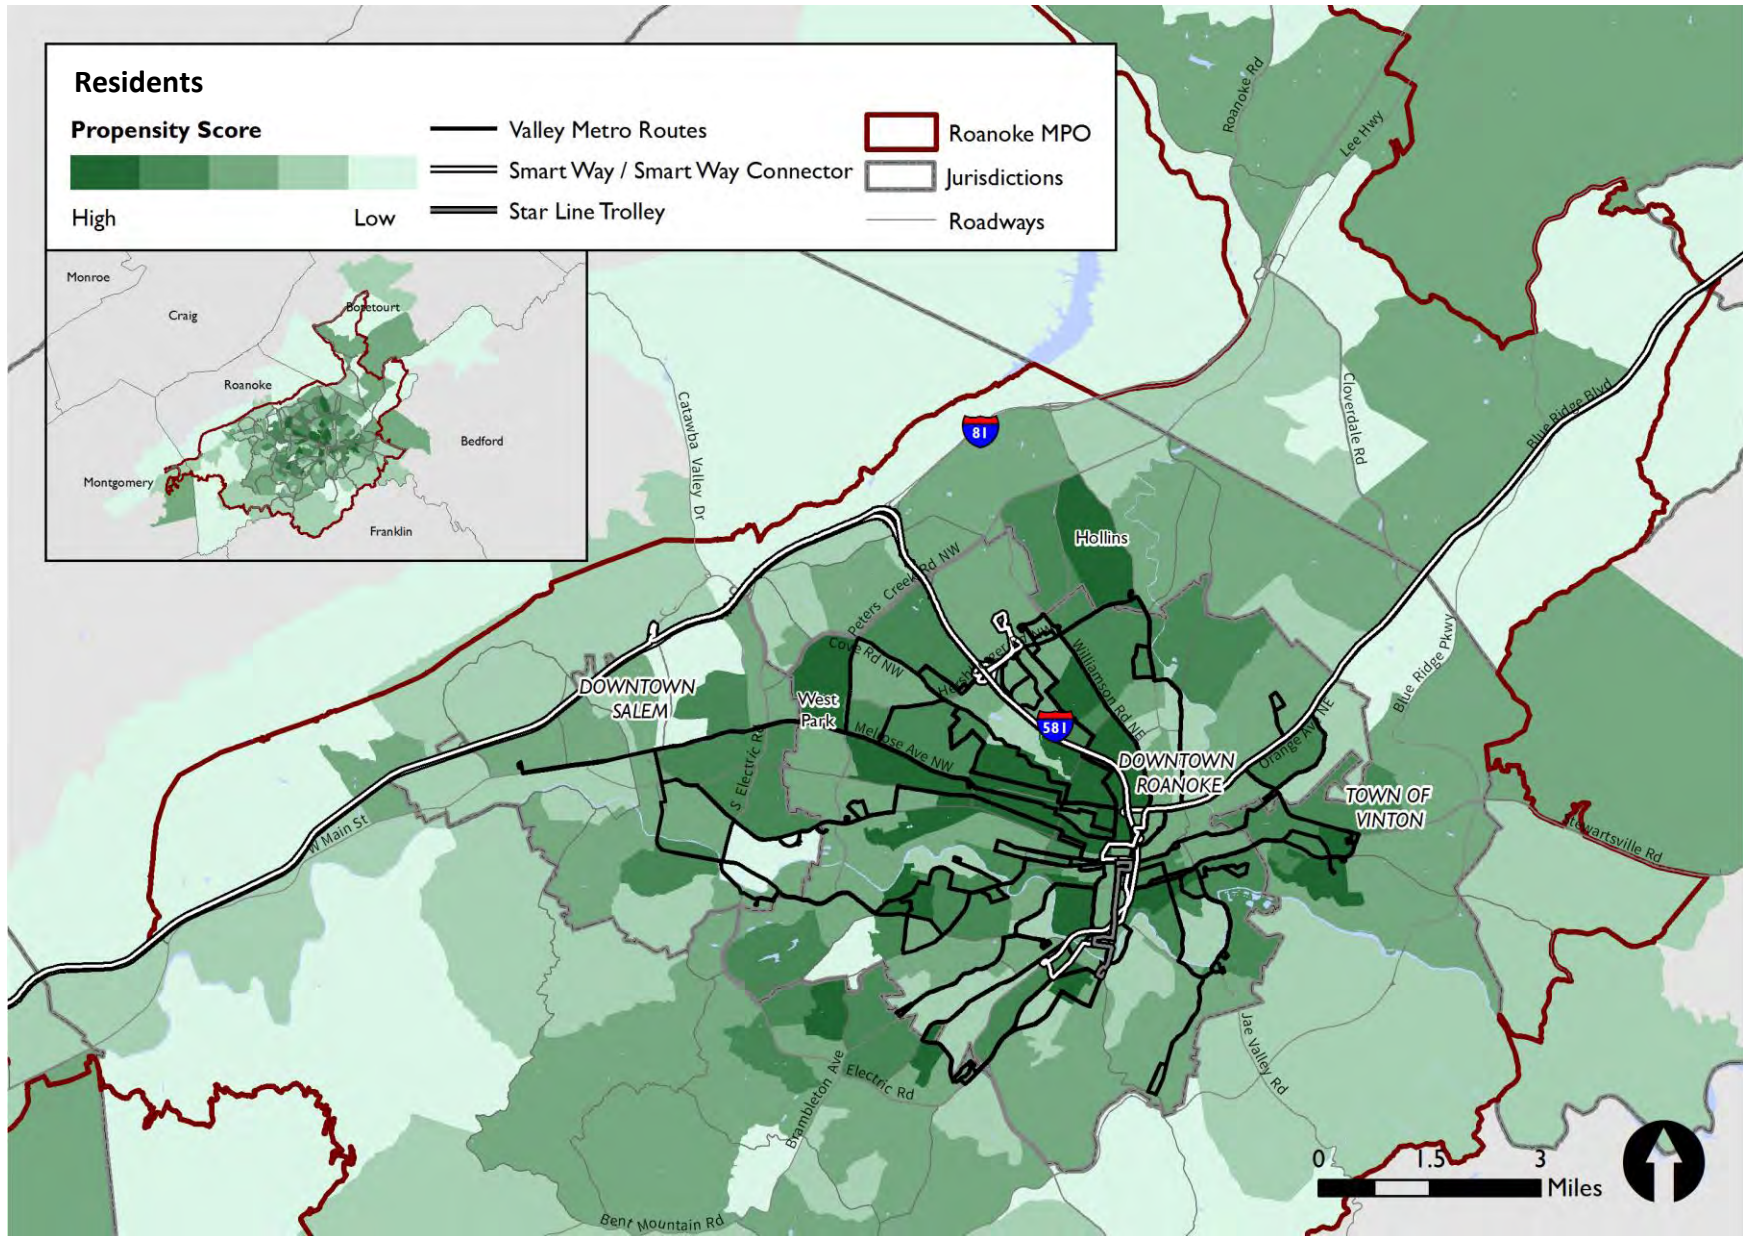 Residents
Propensity Score
High
Low
Valley Metro Routes
Smart Way / Smart Way Connector
Star Line Trolley
Roanoke MPO
Jurisdictions
Roadways
Monroe
Craig
Botetourt
Roanoke
Bedford
Montgomery
Franklin
Roanoke Rd
Lee Hwy
Catawba Valley Dr
81
Cloverdale Rd
Blue Ridge Blvd
Hollins
Peters Creek Rd NW
Cove Rd NW
Hershberger Rd NW
Williamson Rd NE
Blue Ridge Pkwy
DOWNTOWN
SALEM
West
Park
581
Melrose Ave NW
S Electric Rd
Orange Ave NE
DOWNTOWN
ROANOKE
TOWN OF
VINTON
W Main St
Stewartsville Rd
Jae Valley Rd
Brambleton Ave
Electric Rd
Bent Mountain Rd
0
1.5
3
Miles